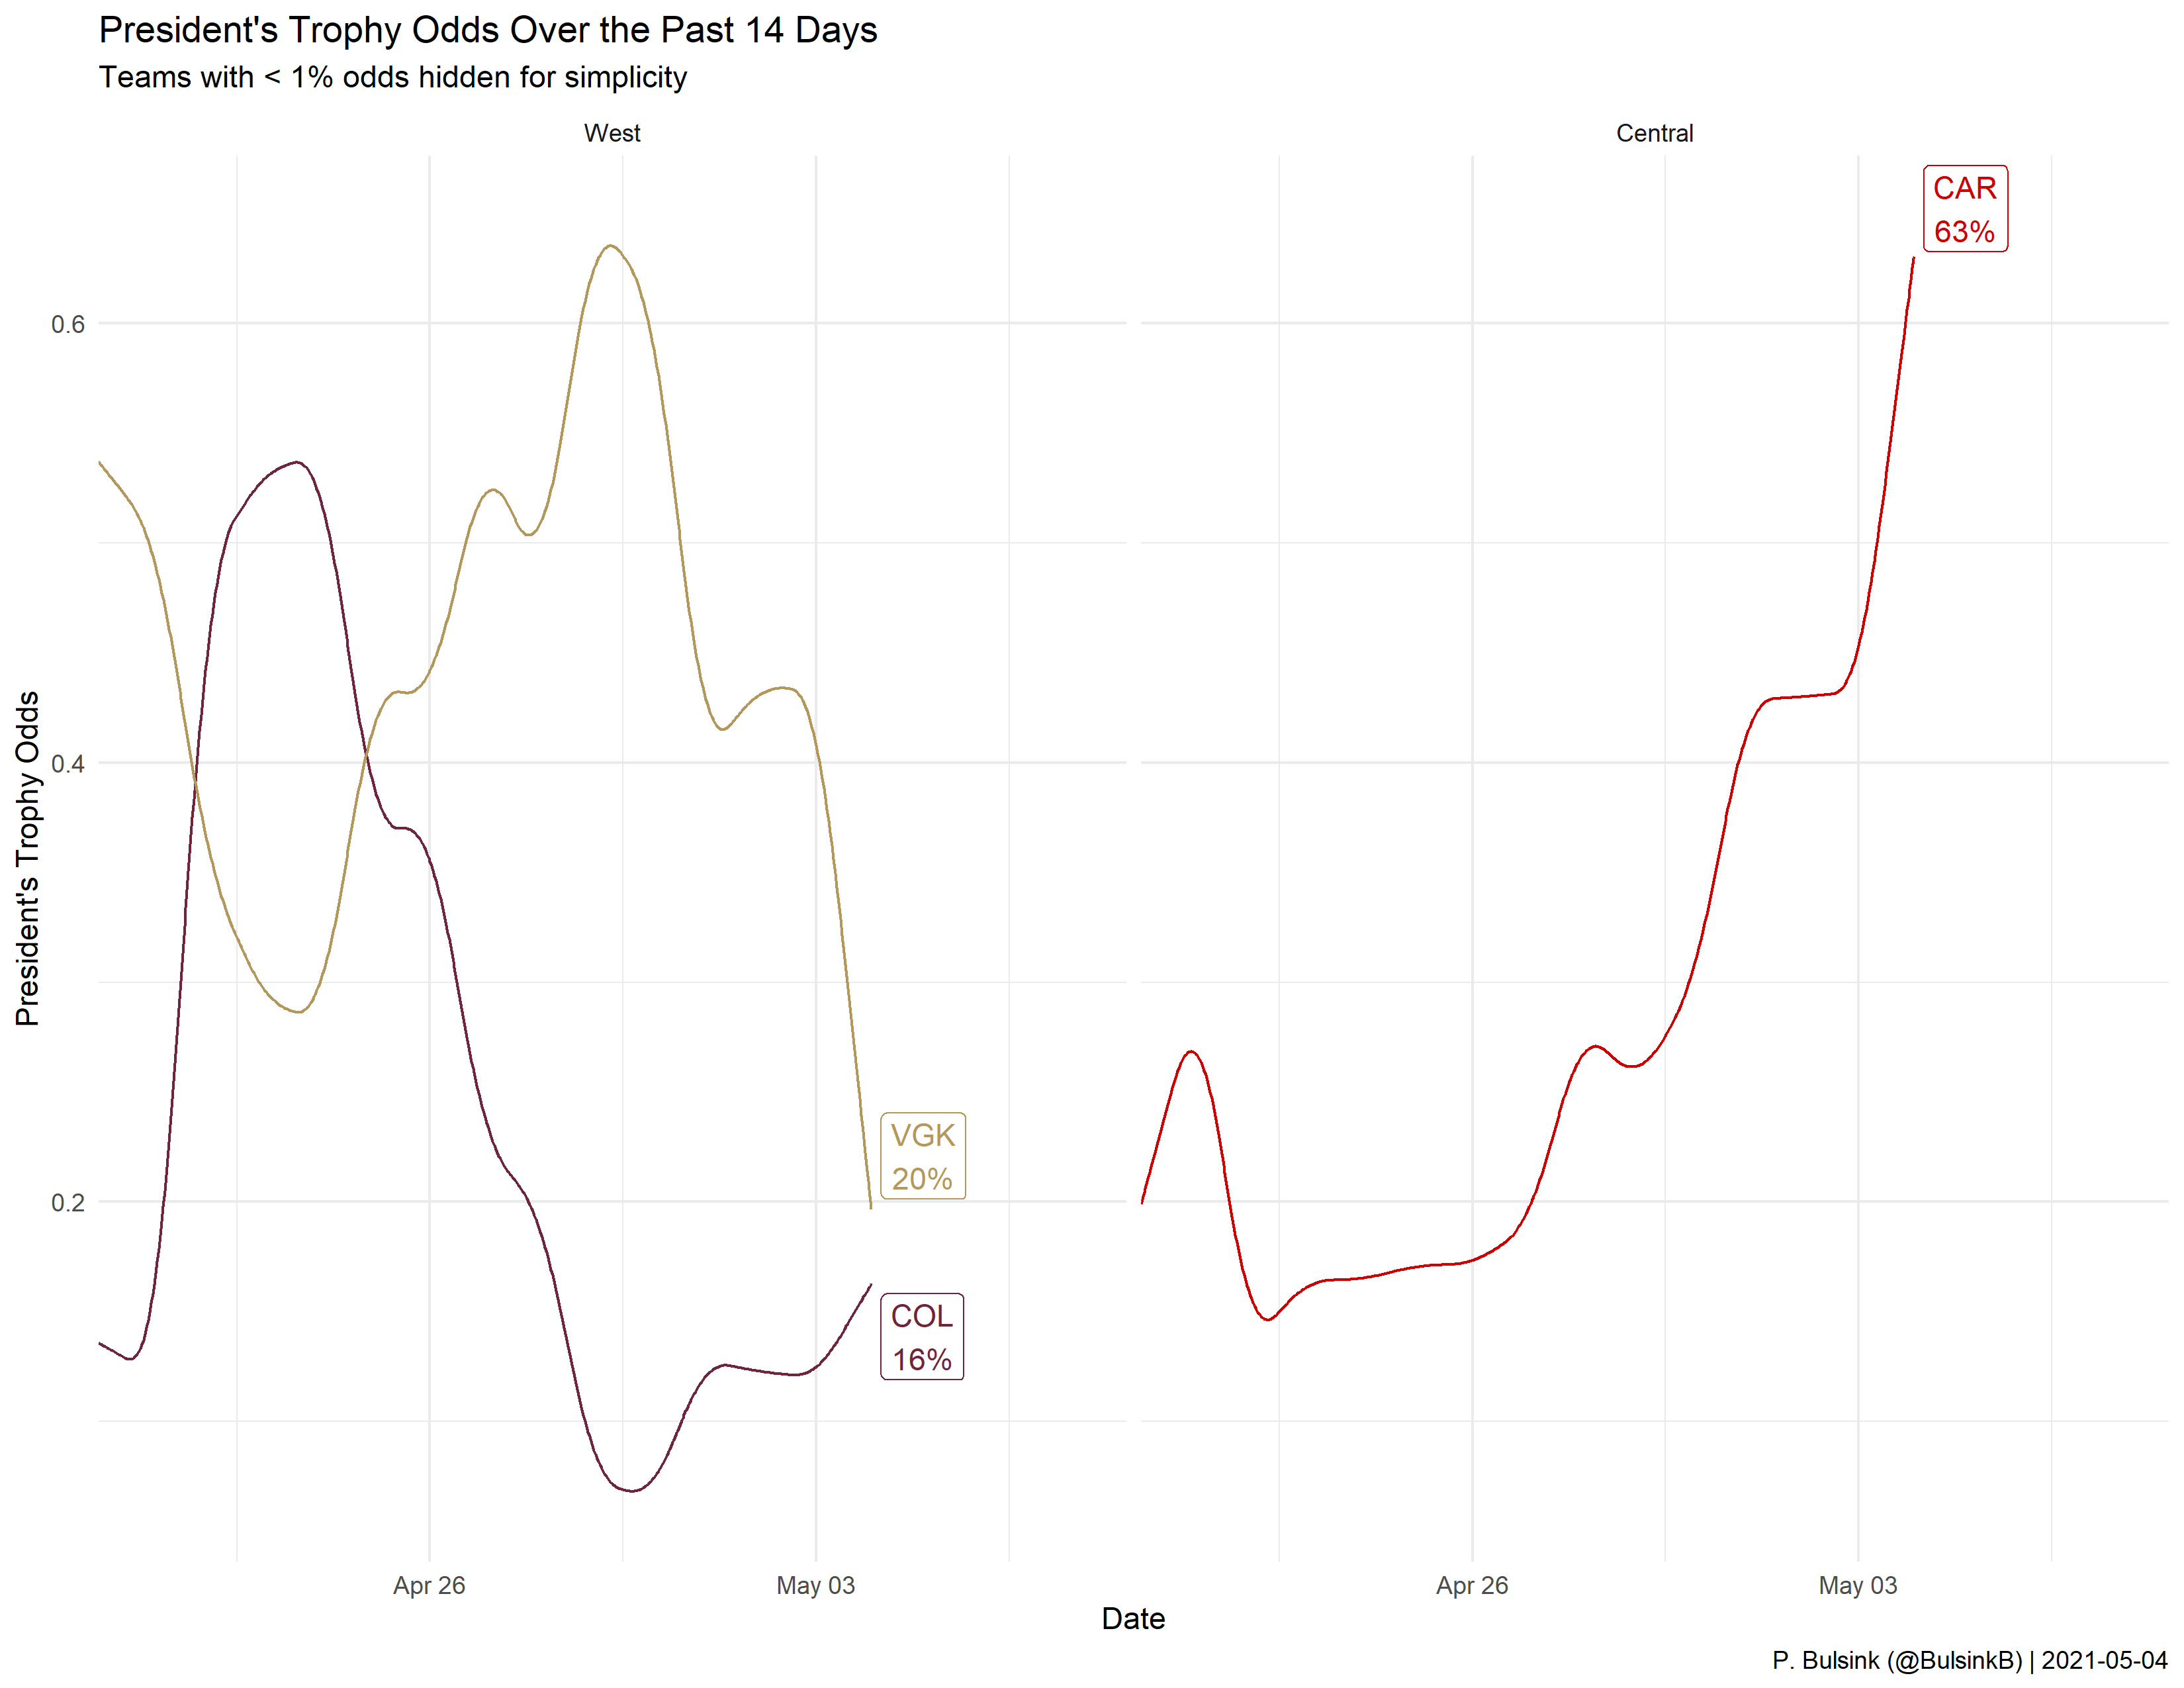 President's Trophy Odds Over the Past 14 Days
Teams with < 1% odds hidden for simplicity
West
Central
CAR
63%
0.6
0.4
0.2
President's Trophy Odds
VGK
20%
COL
16%
Apr 26
May 03
Apr 26
May 03
Date
P. Bulsink (@BulsinkB) | 2021-05-04